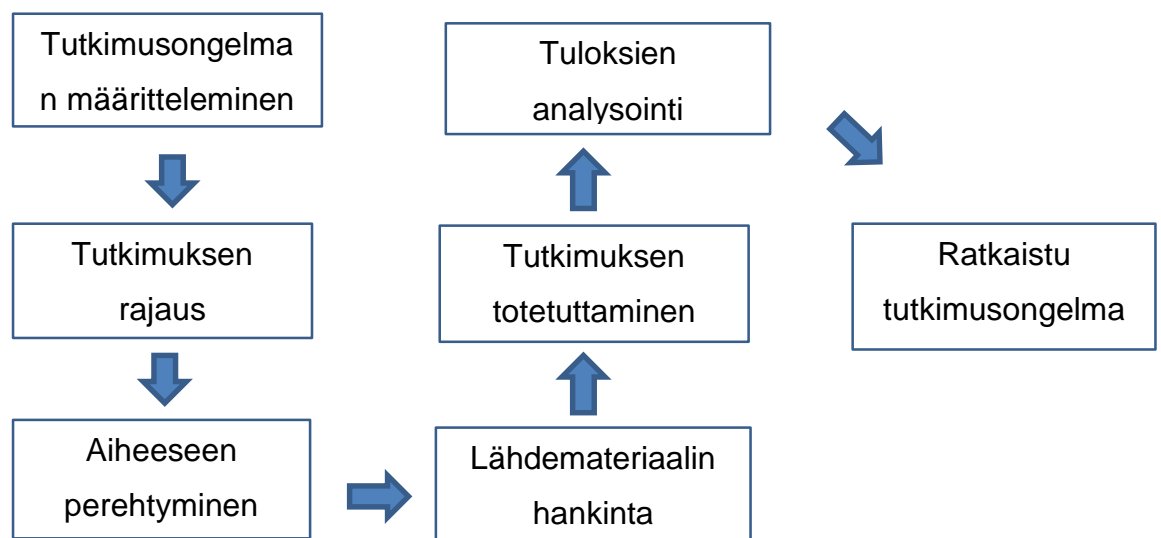 Tutkimusongelma
n määritteleminen
Tutkimuksen
rajaus
Aiheeseen
perehtyminen
Lähdemateriaalin
hankinta
Tutkimuksen
totetuttaminen
Tuloksien
analysointi
Ratkaistu
tutkimusongelma